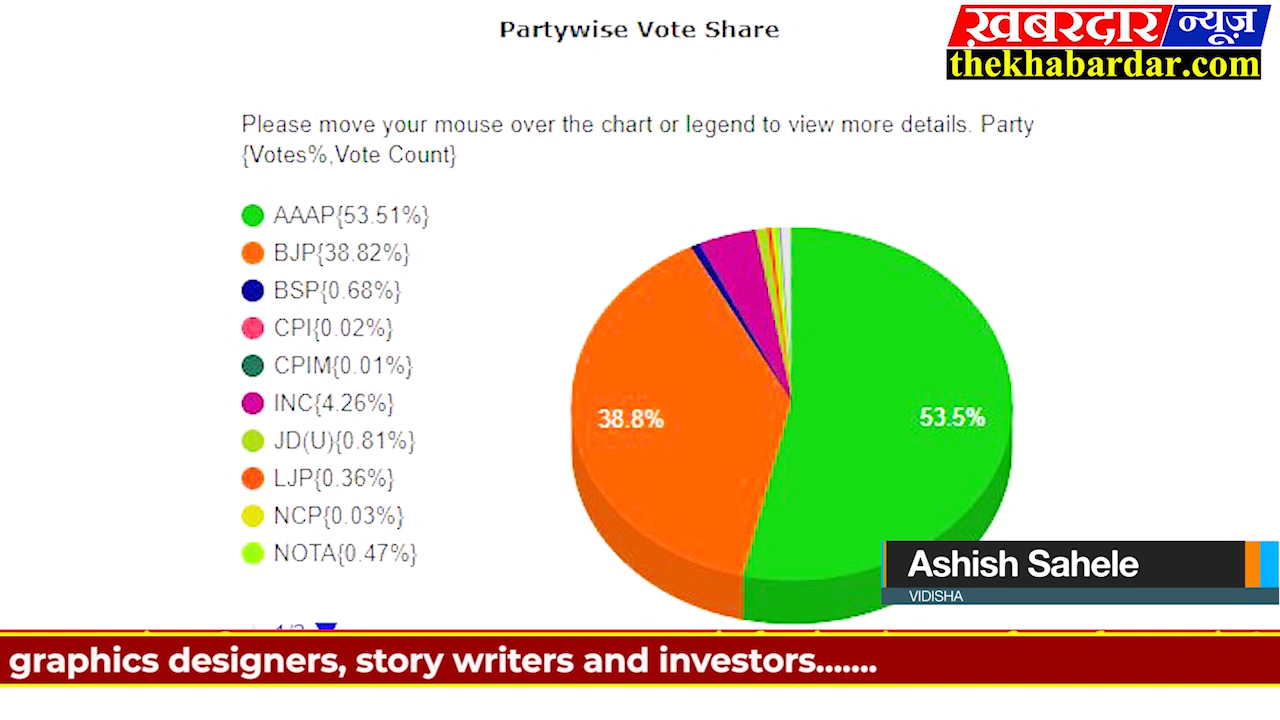 Partywise Vote Share
ख़बरदार न्यूज़
thekhabardar.com
Please move your mouse over the chart or legend to view more details. Party
{Votes%,Vote Count}
AAAP{53.51%}
BJP{38.82%}
BSP{0.68%}
CPI{0.02%}
CPIM{0.01%}
INC{4.26%}
JD(U){0.81%}
LJP{0.36%}
NCP{0.03%}
NOTA{0.47%}
38.8%
53.5%
Ashish Sahele
VIDISHA
graphics designers, story writers and investors.......